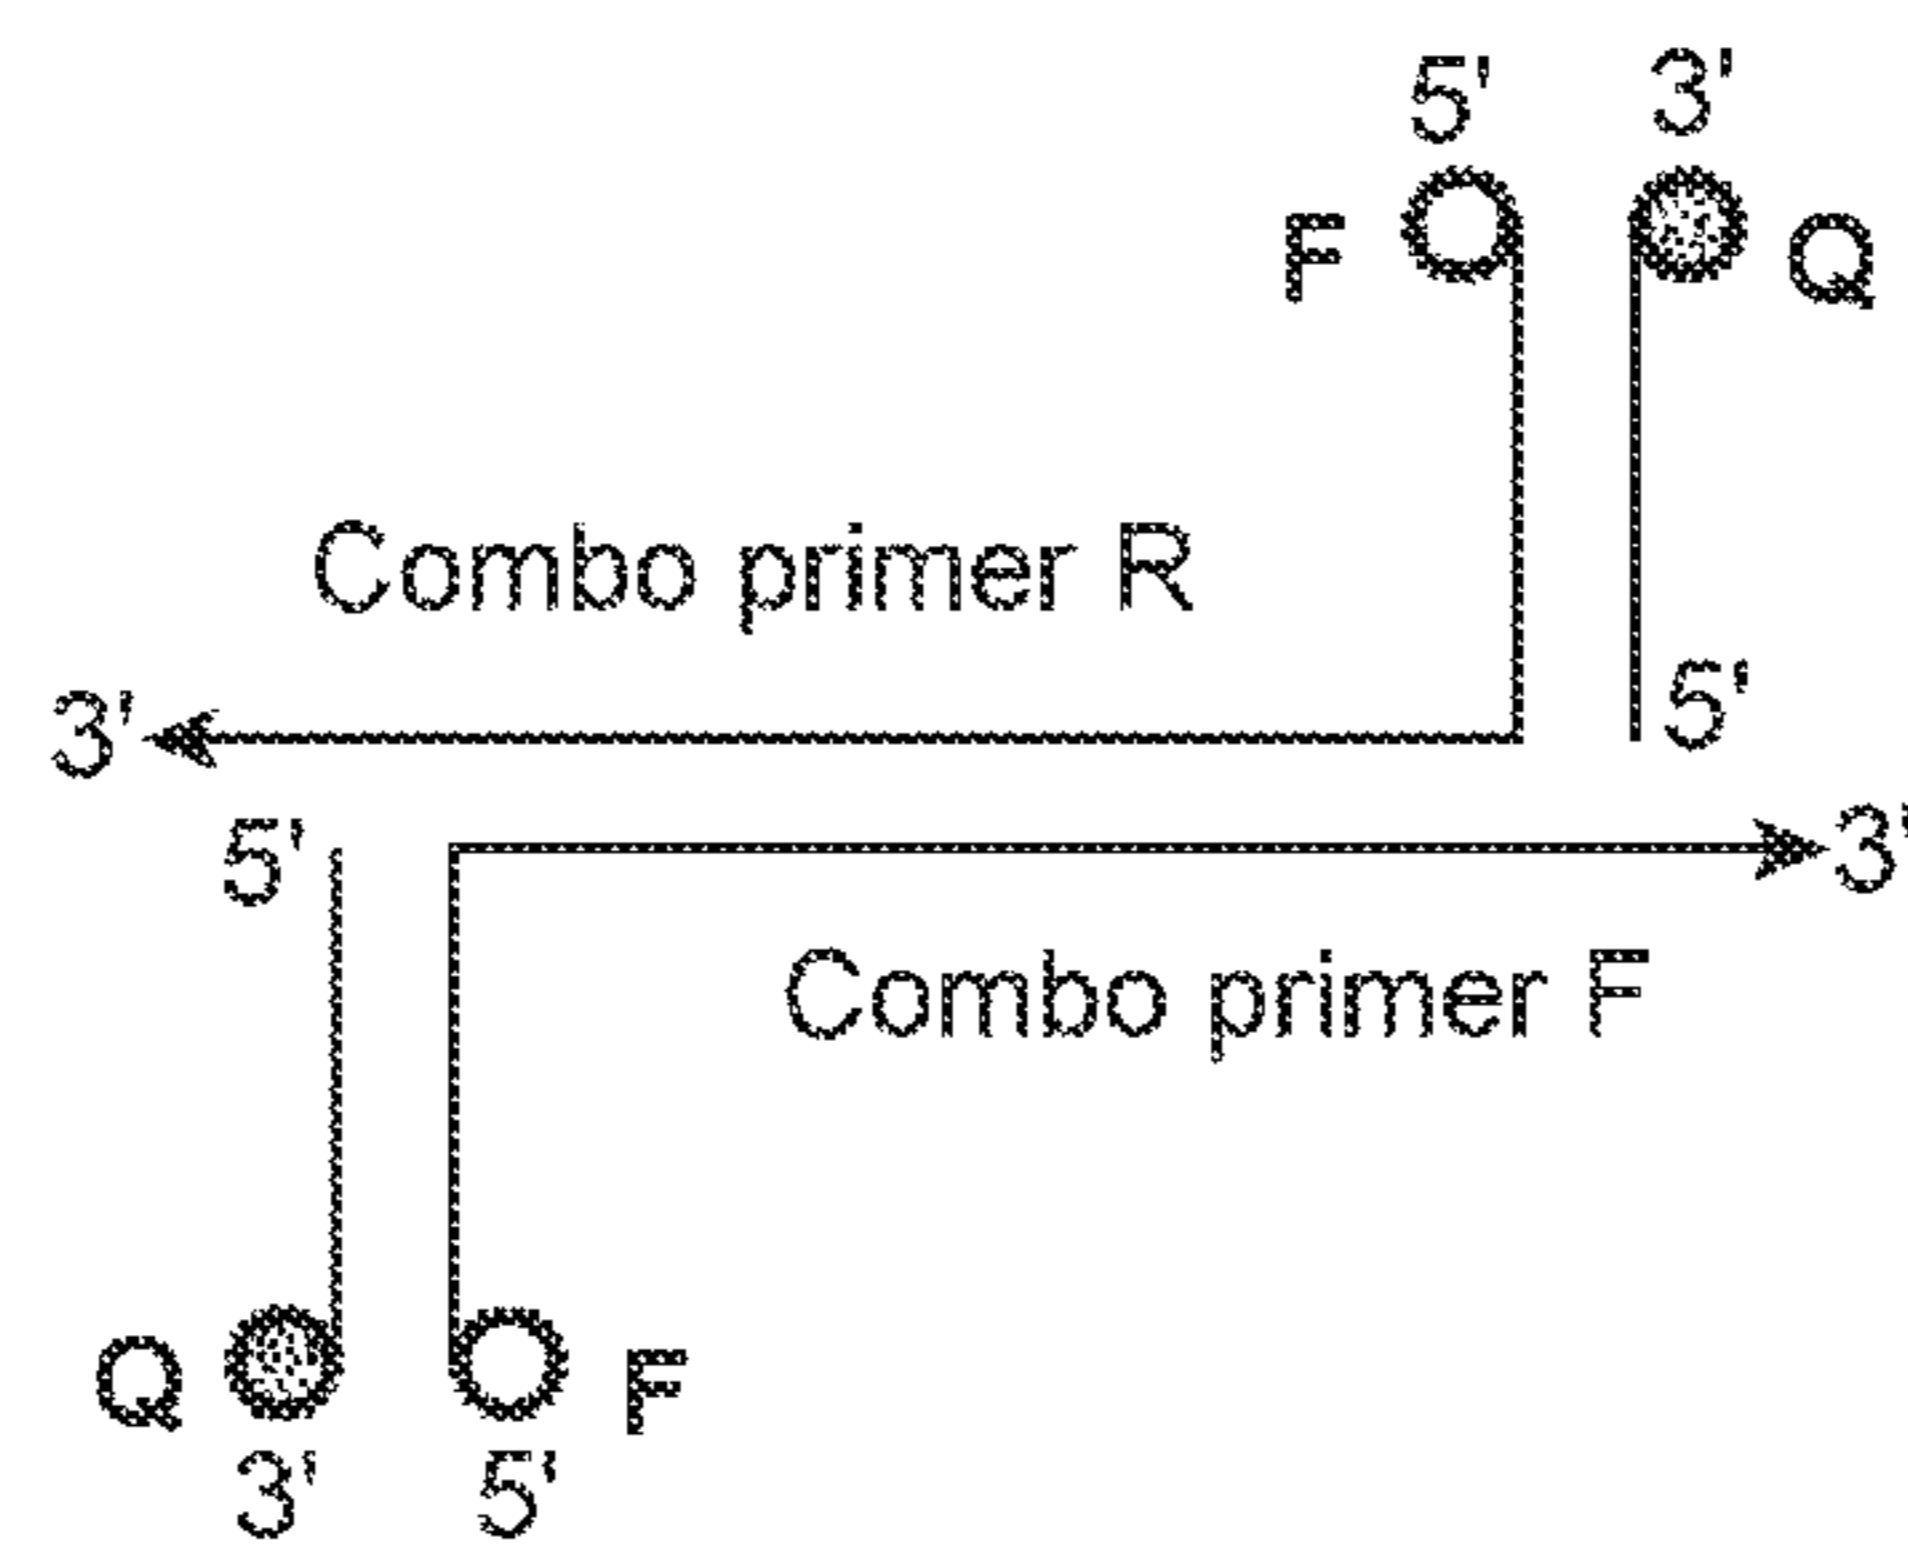 5' 3'
F Q
Combo primer R
3' 5'
5' 3'
Combo primer F
Q F
3' 5'